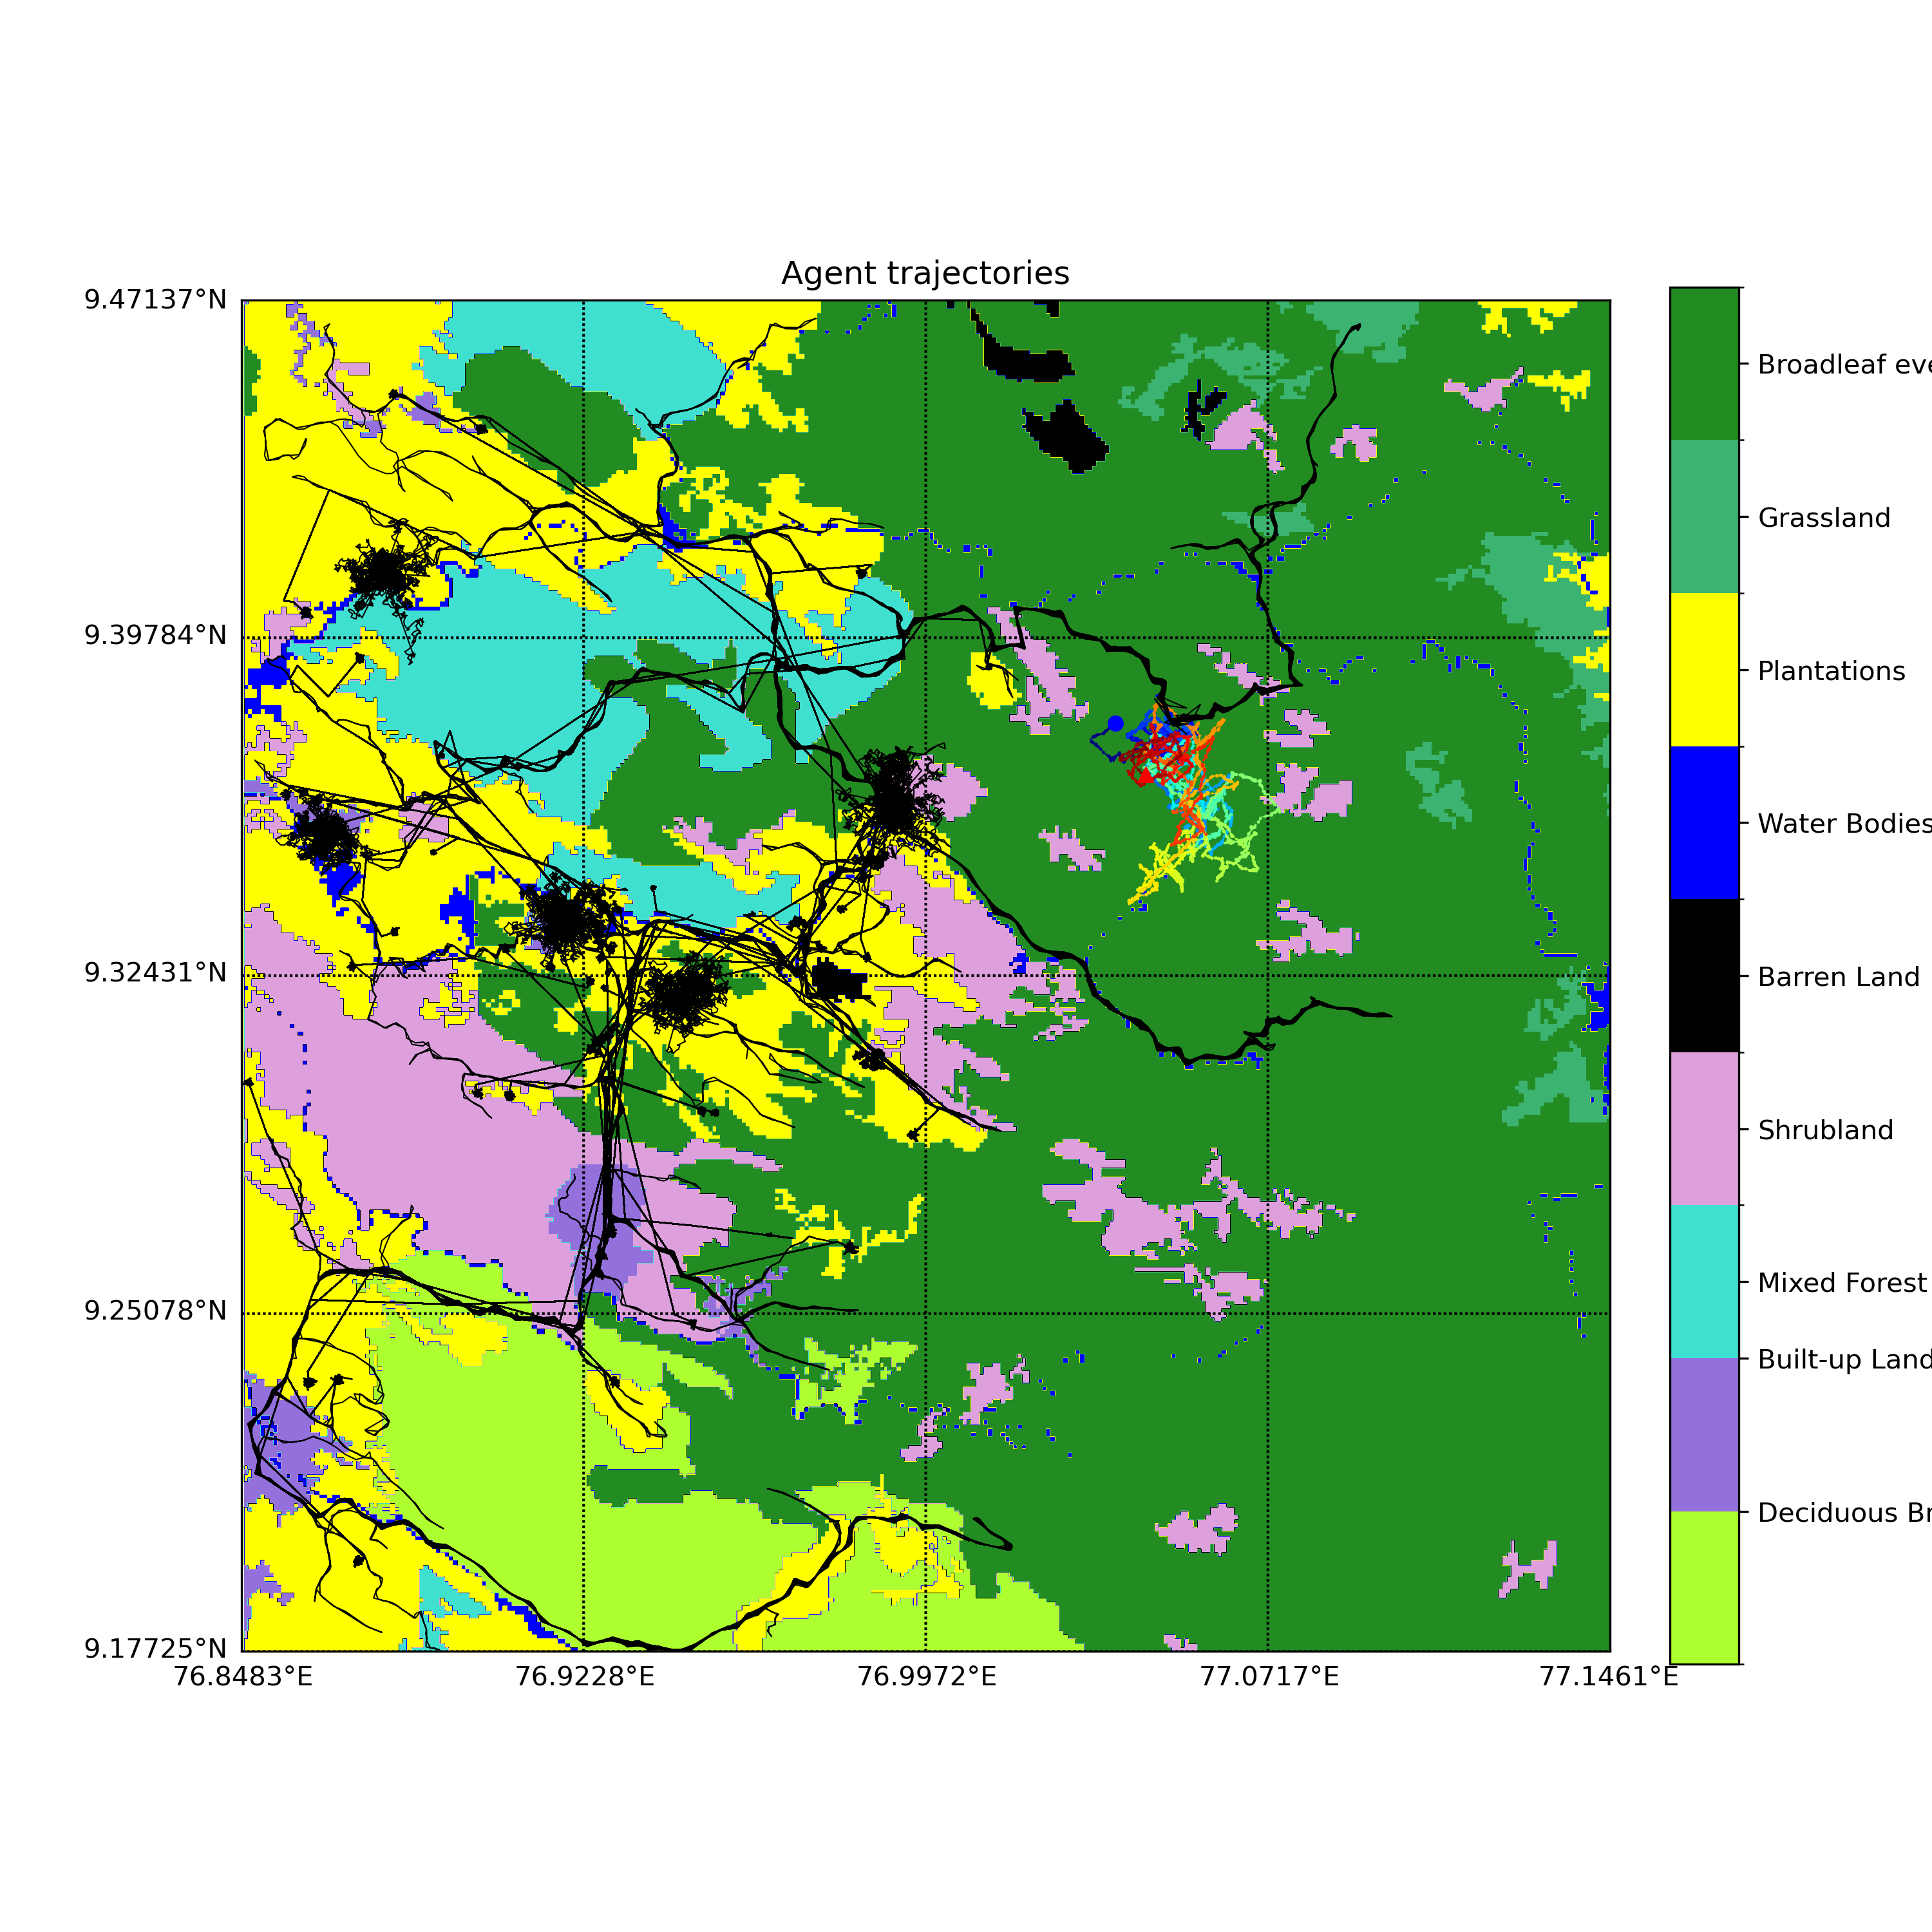 Agent trajectories
9.47137°N
9.39784°N
9.32431°N
9.25078°N
9.17725°N
76.8483°E
76.9228°E
76.9972°E
77.0717°E
77.1461°E
Broadleaf eve
Grassland
Plantations
Water Bodies
Barren Land
Shrubland
Mixed Forest
Built-up Land
Deciduous Br